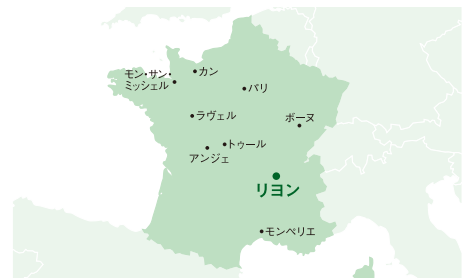 モン・サン・
ミッシェル
カン
パリ
ラヴェル
ボーヌ
トゥール
アンジェ
リヨン
モンペリエ